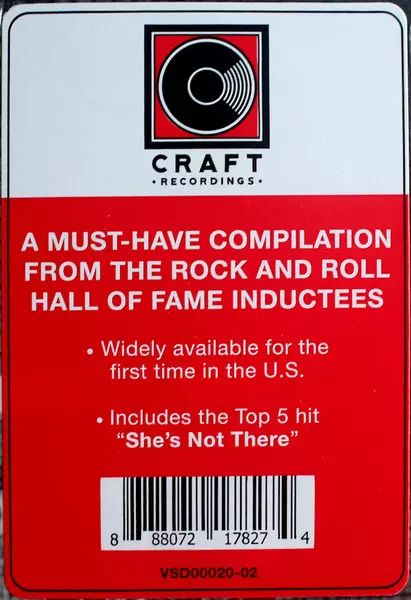 CRAFT
• RECORDINGS •
A MUST-HAVE COMPILATION
FROM THE ROCK AND ROLL
HALL OF FAME INDUCTEES
• Widely available for the
first time in the U.S.
• Includes the Top 5 hit
“She’s Not There”
8 88072 17827 4
VSD00020-02